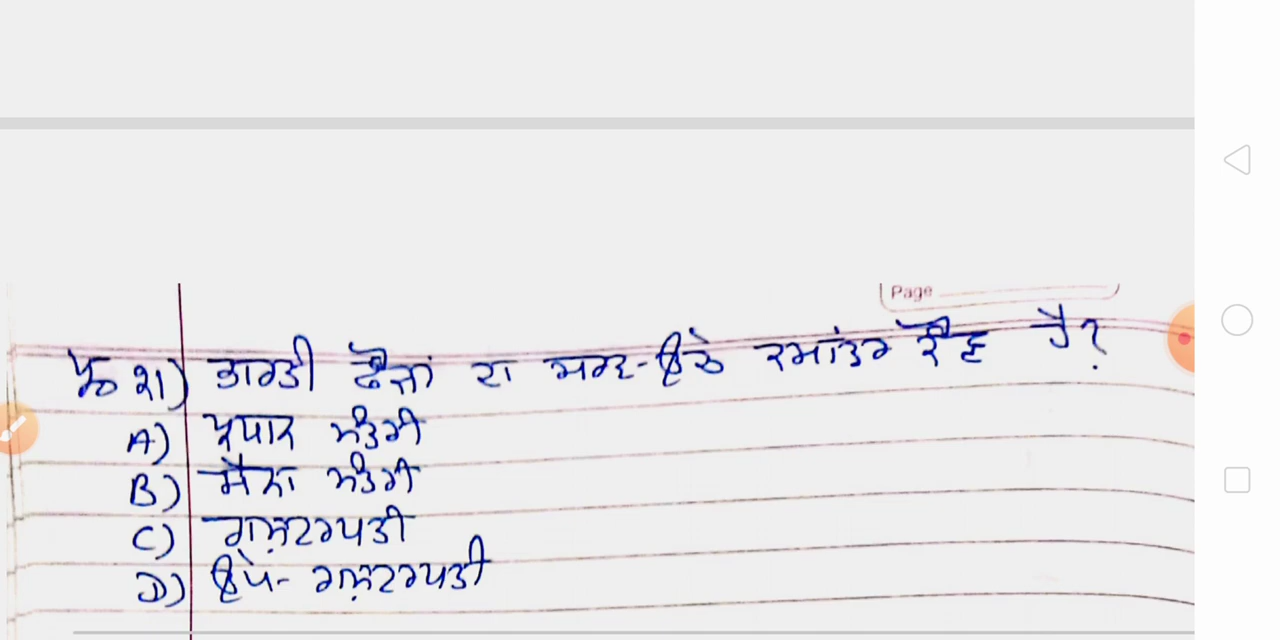 Page
ਪ੍ਰਃ 21) ਭਾਰਤੀ ਫੌਜਾਂ ਦਾ ਸਰਵ-ਉੱਚ ਕਮਾਂਡਰ ਕੌਣ ਹੈ?
A) ਪ੍ਰਧਾਨ ਮੰਤਰੀ
B) ਸੈਨਾ ਮੰਤਰੀ
C) ਰਾਸ਼ਟਰਪਤੀ
D) ਉਪ- ਰਾਸ਼ਟਰਪਤੀ